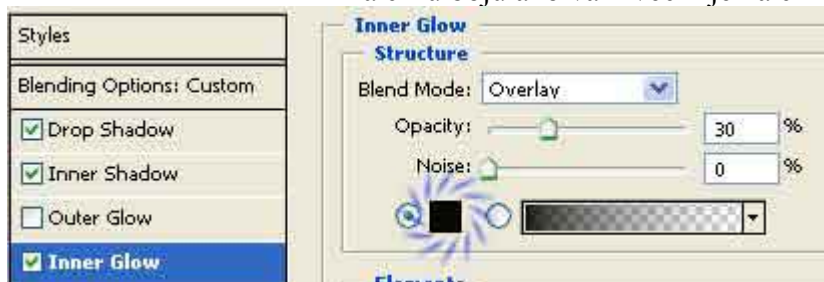 Styles
Blending Options: Custom
Drop Shadow
Inner Shadow
Outer Glow
Inner Glow
Inner Glow
Structure
Blend Mode: Overlay
Opacity: 30 %
Noise: 0 %
Elements